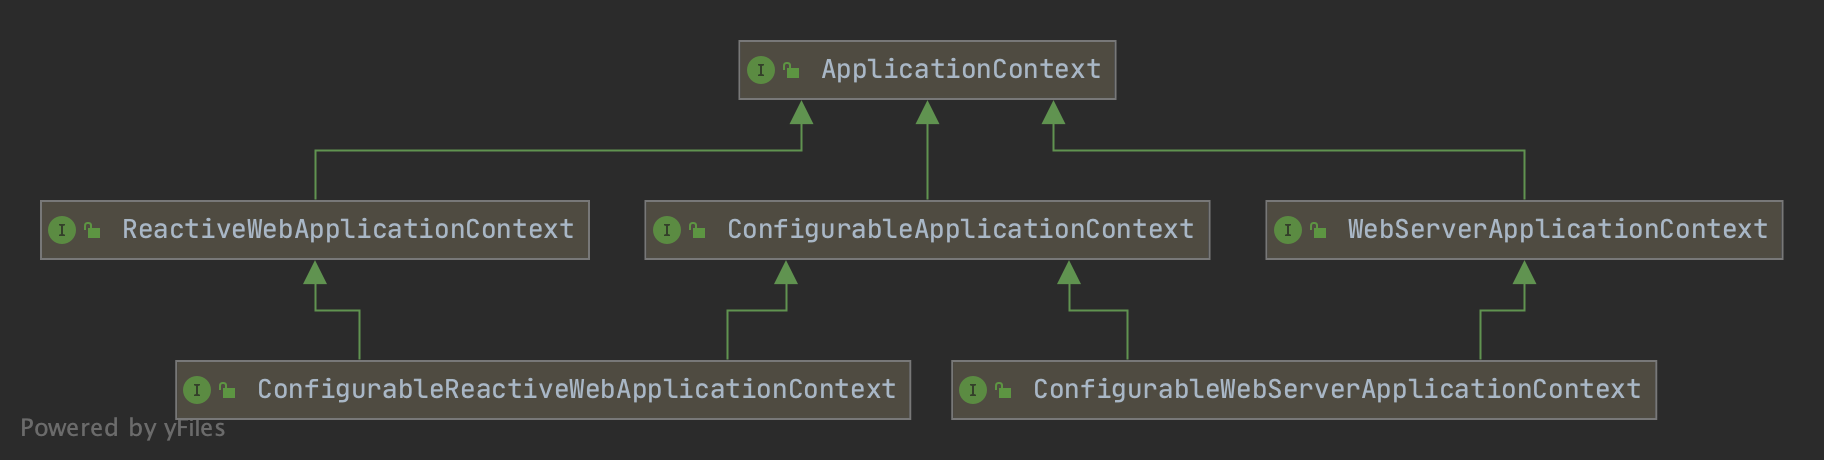 I ApplicationContext
I ReactiveWebApplicationContext
I ConfigurableApplicationContext
I WebServerApplicationContext
I ConfigurableReactiveWebApplicationContext
I ConfigurableWebServerApplicationContext
Powered by yFiles